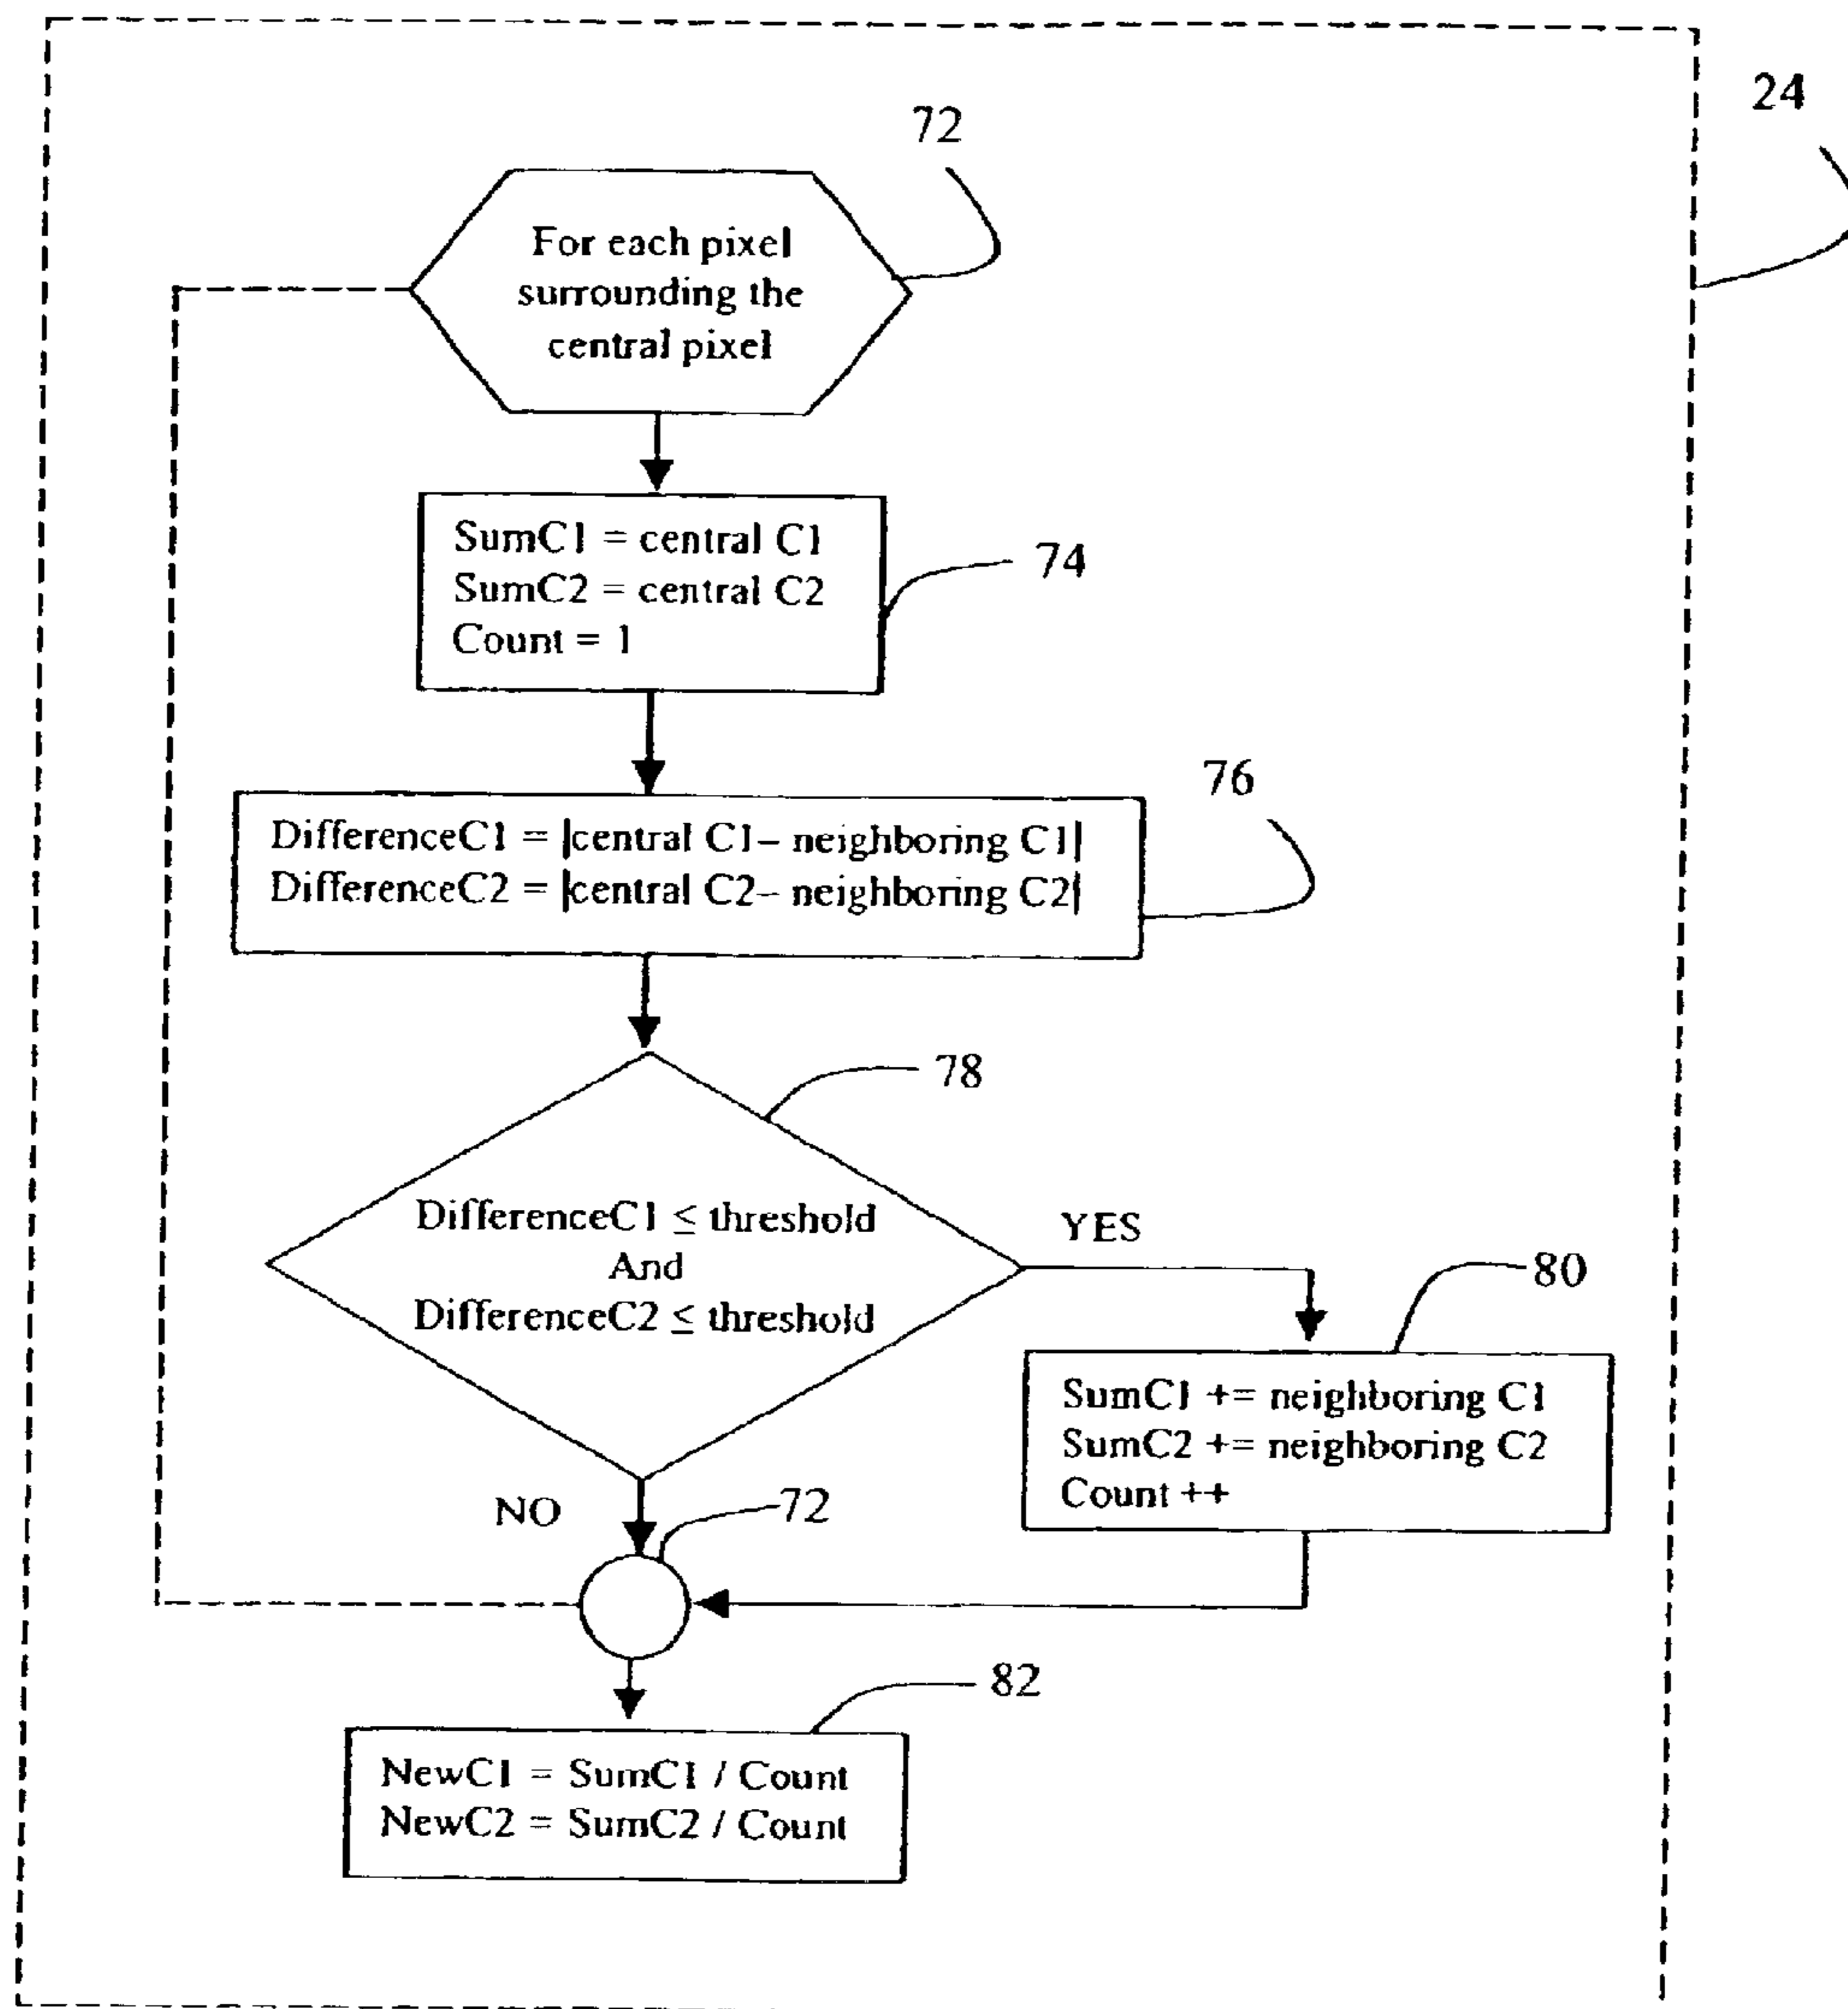 24
72
For each pixel
surrounding the
central pixel
SumC1 = central C1
SumC2 = central C2
Count = 1
74
76
DifferenceC1 = |central C1– neighboring C1|
DifferenceC2 = |central C2– neighboring C2|
78
DifferenceC1 ≤ threshold
And
DifferenceC2 ≤ threshold
YES
80
SumC1 += neighboring C1
SumC2 += neighboring C2
Count ++
NO
72
82
NewC1 = SumC1 / Count
NewC2 = SumC2 / Count